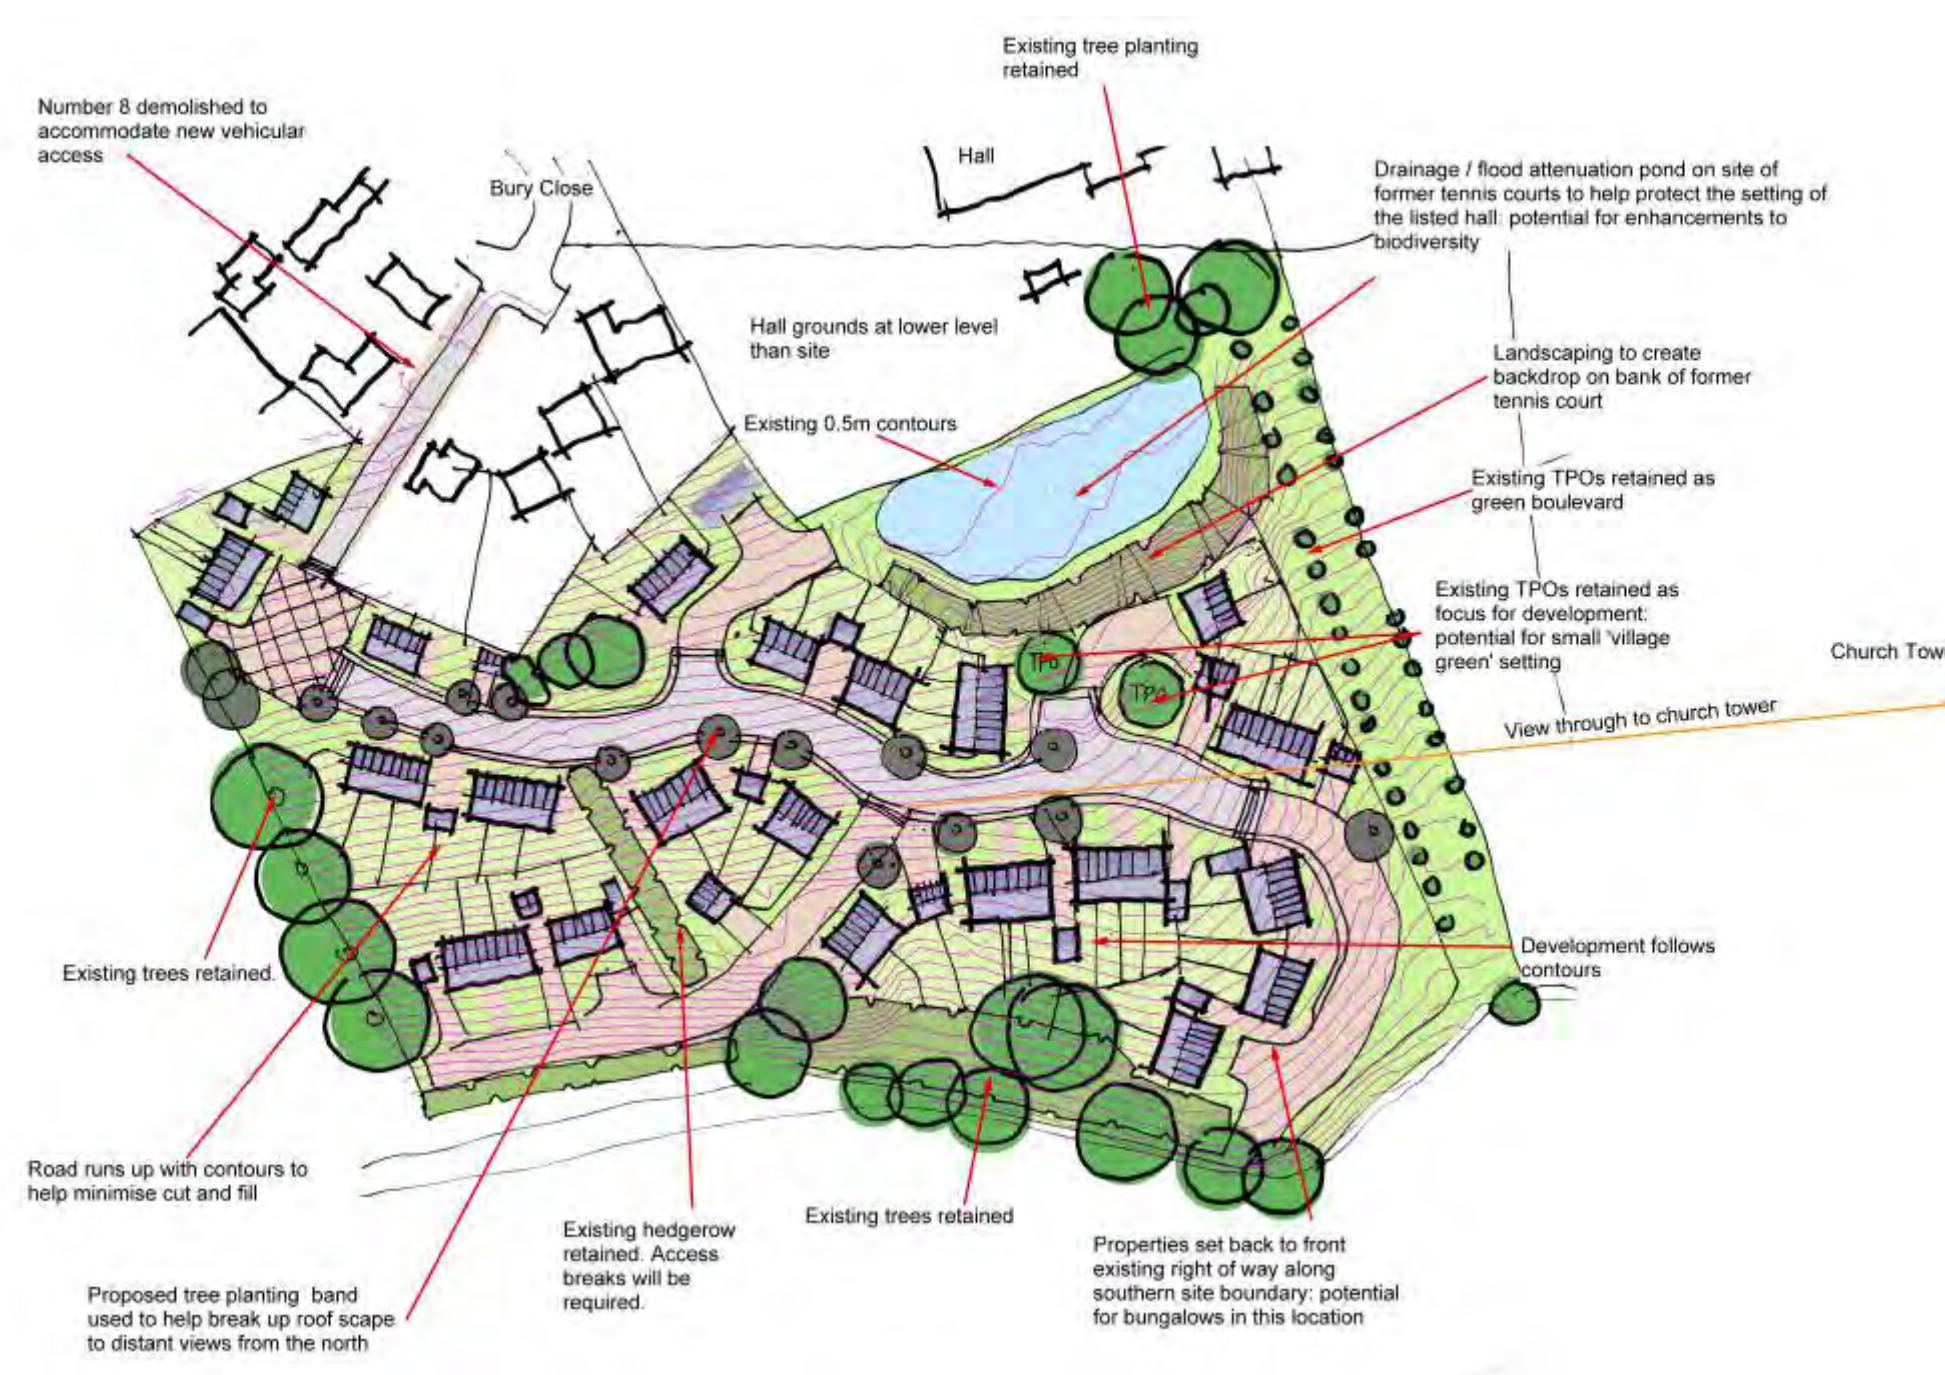 Existing tree planting
retained
Number 8 demolished to
accommodate new vehicular
access
Bury Close
Hall
Drainage / flood attenuation pond on site of
former tennis courts to help protect the setting of
the listed hall: potential for enhancements to
biodiversity
Hall grounds at lower level
than site
Landscaping to create
backdrop on bank of former
tennis court
Existing 0.5m contours
Existing TPOs retained as
green boulevard
Existing TPOs retained as
focus for development:
potential for small 'village
green' setting
Church Tow
TPO
TPO
View through to church tower
Development follows
contours
Existing trees retained.
Road runs up with contours to
help minimise cut and fill
Existing hedgerow
retained. Access
breaks will be
required.
Existing trees retained
Properties set back to front
existing right of way along
southern site boundary: potential
for bungalows in this location
Proposed tree planting band
used to help break up roof scape
to distant views from the north